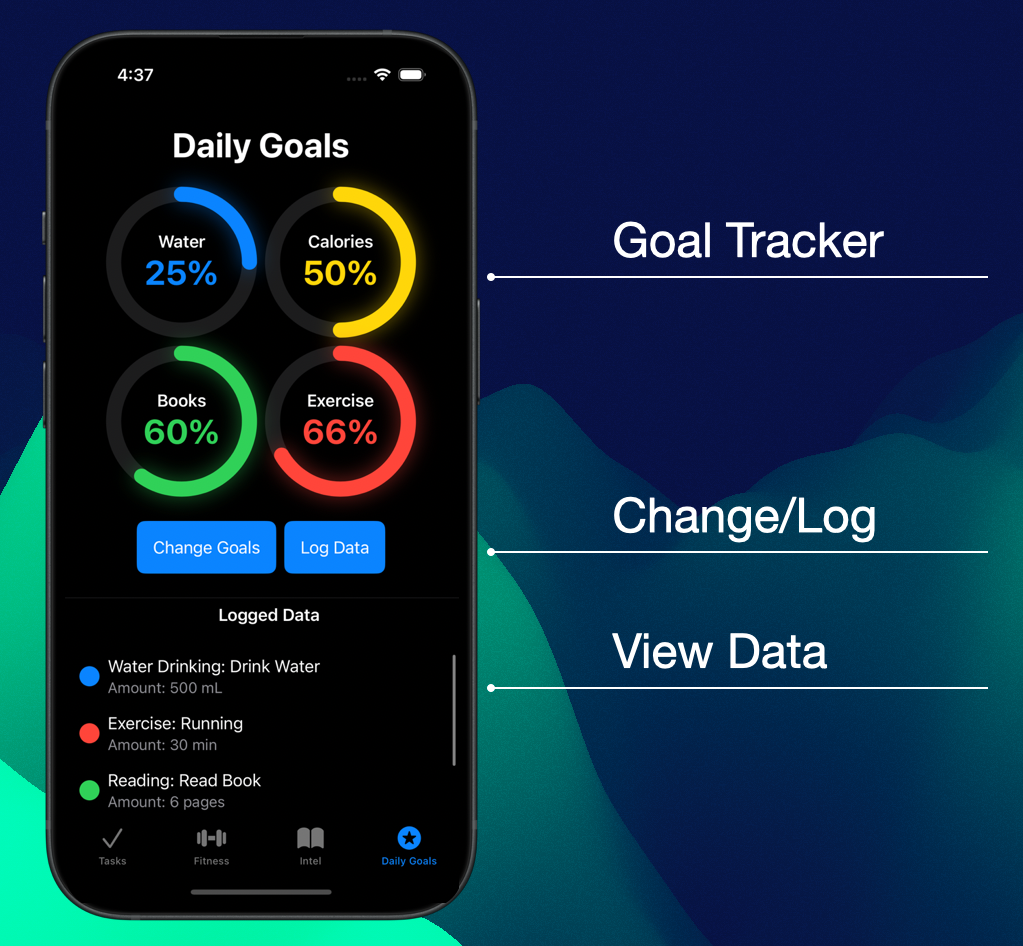 4:37
Daily Goals
Water
25%
Calories
50%
Books
60%
Exercise
66%
Change Goals
Log Data
Logged Data
Water Drinking: Drink Water
Amount: 500 mL
Exercise: Running
Amount: 30 min
Reading: Read Book
Amount: 6 pages
Tasks
Fitness
Intel
Daily Goals
Goal Tracker
Change/Log
View Data